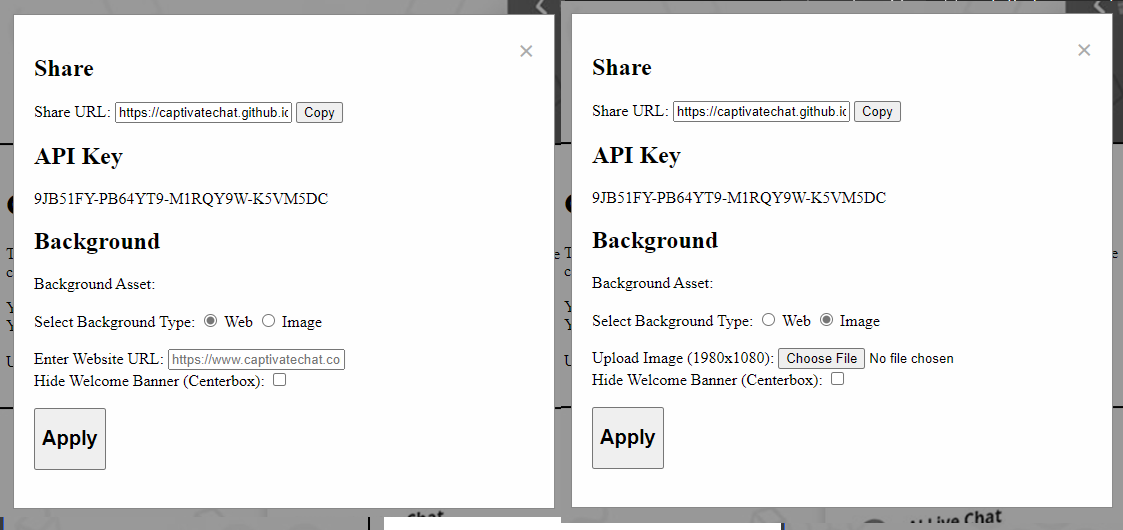 ×
Share
Share URL: https://captivatechat.github.io Copy
API Key
9JB51FY-PB64YT9-M1RQY9W-K5VM5DC
Background
Background Asset:
Select Background Type: Web Image
Enter Website URL: https://www.captivatechat.co
Hide Welcome Banner (Centerbox):
Apply
×
Share
Share URL: https://captivatechat.github.io Copy
API Key
9JB51FY-PB64YT9-M1RQY9W-K5VM5DC
Background
Background Asset:
Select Background Type: Web Image
Upload Image (1980x1080): Choose File No file chosen
Hide Welcome Banner (Centerbox):
Apply
Chat
Live Chat